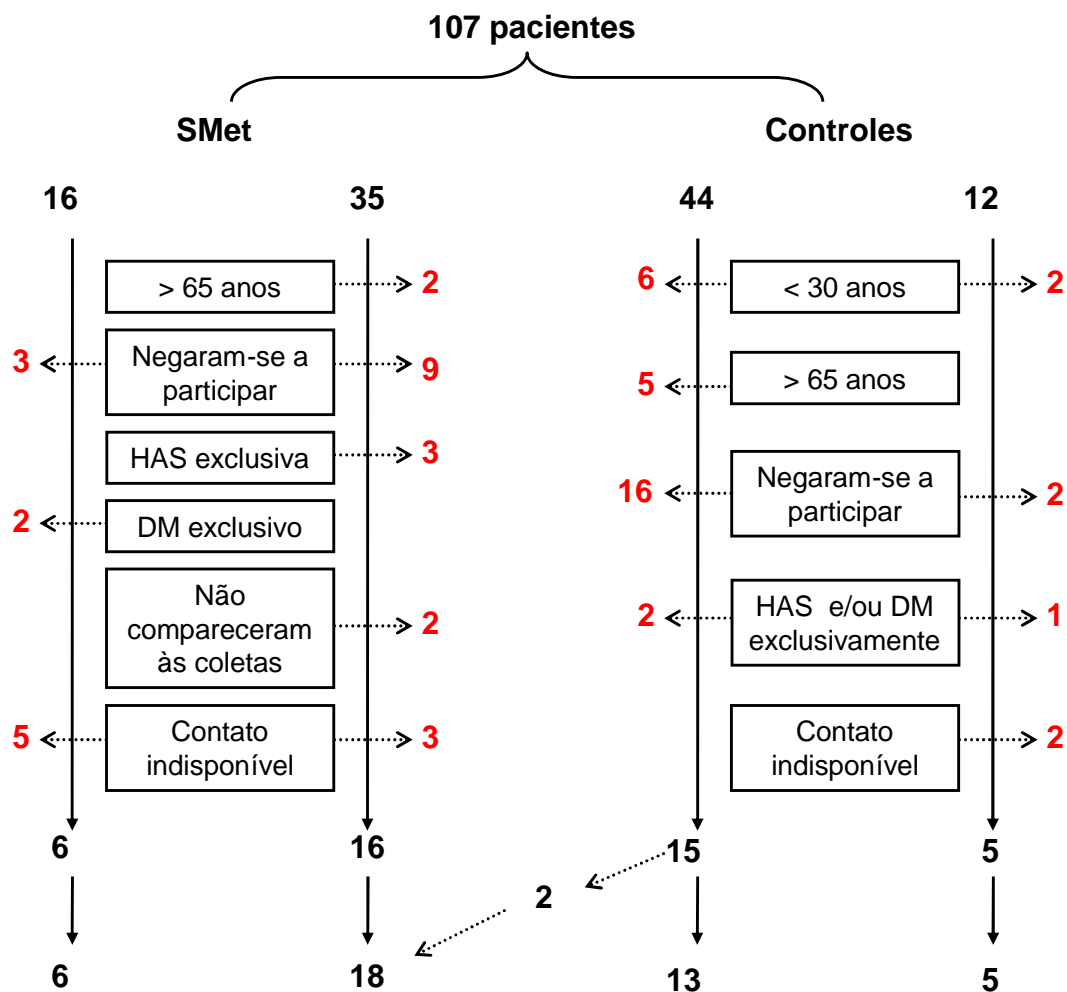 107 pacientes
SMet
Controles
16
35
44
12
> 65 anos
2
6
< 30 anos
2
3
Negaram-se a
participar
9
5
> 65 anos
HAS exclusiva
3
16
Negaram-se a
participar
2
2
DM exclusivo
Não
compareceram
às coletas
2
2
HAS e/ou DM
exclusivamente
1
5
Contato
indisponível
3
Contato
indisponível
2
6
16
15
5
2
6
18
13
5